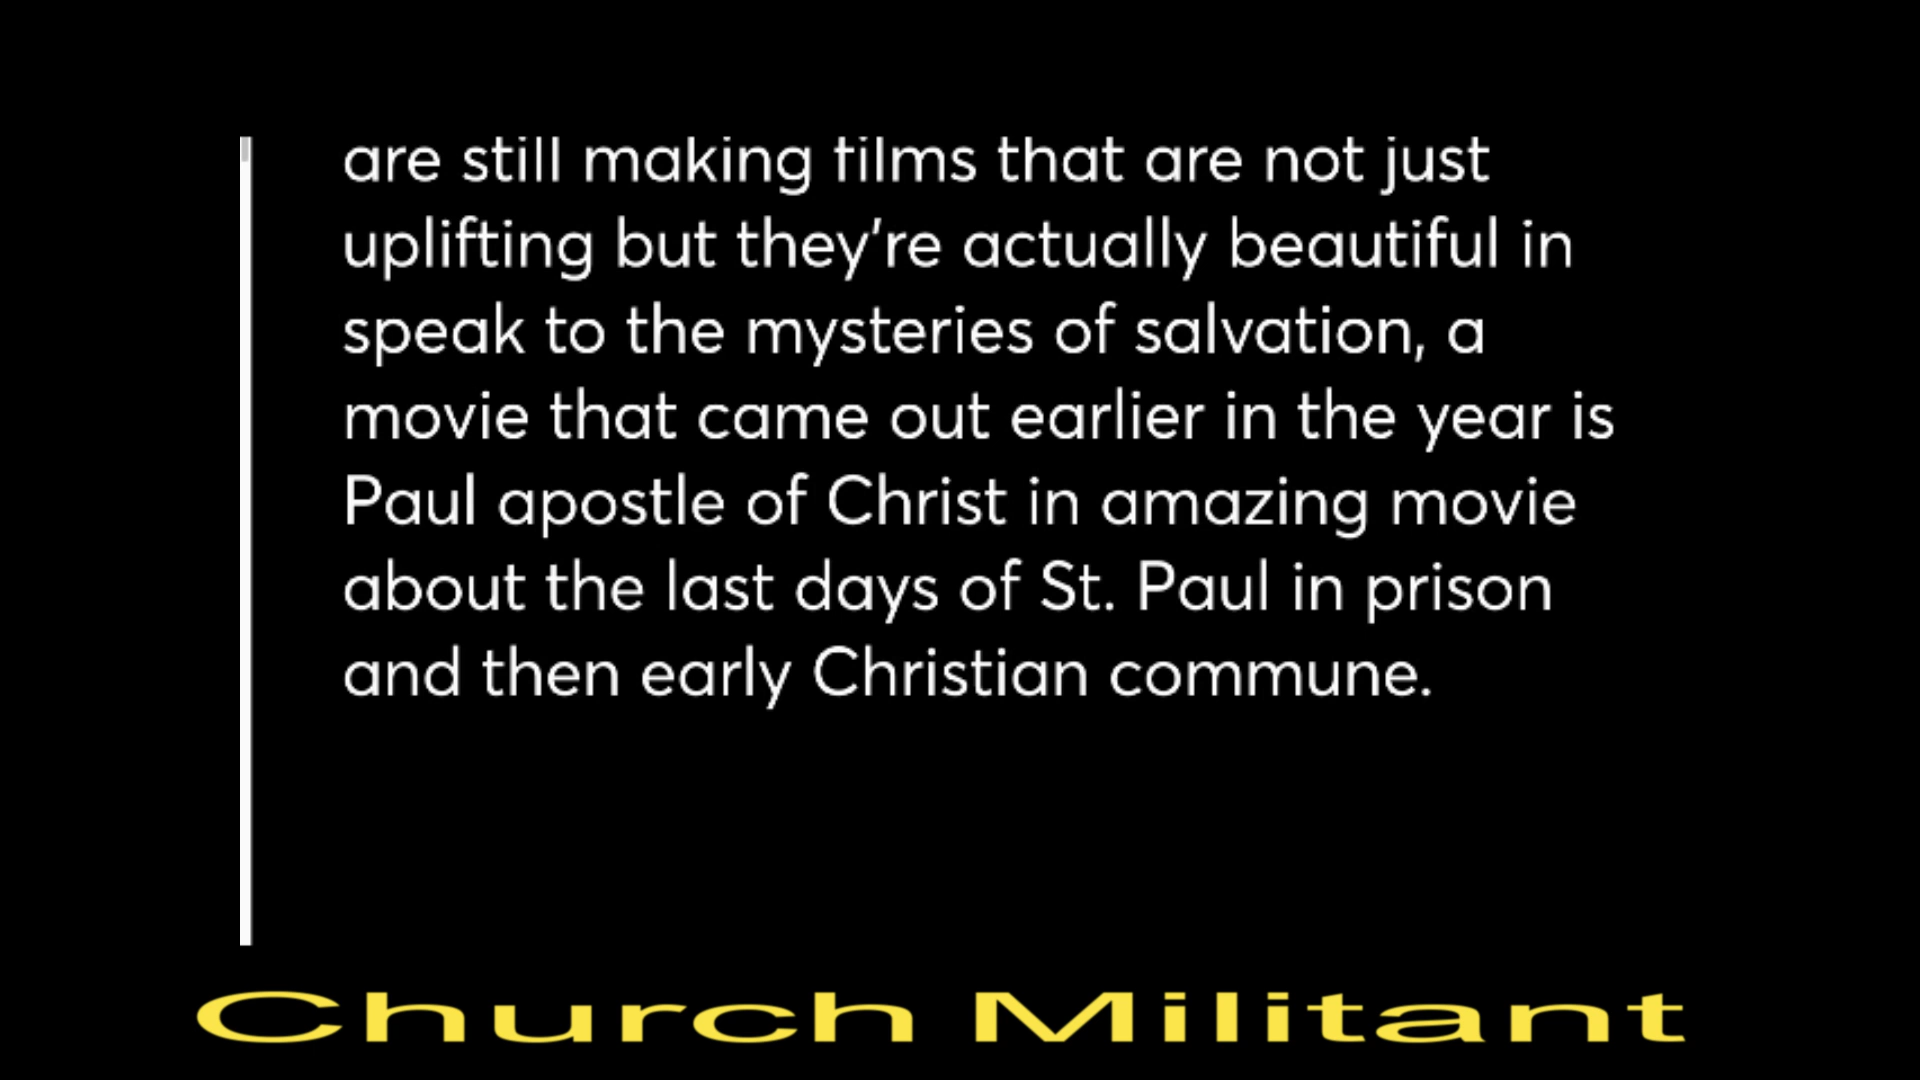 are still making films that are not just
uplifting but they're actually beautiful in
speak to the mysteries of salvation, a
movie that came out earlier in the year is
Paul apostle of Christ in amazing movie
about the last days of St. Paul in prison
and then early Christian commune.
Church Militant